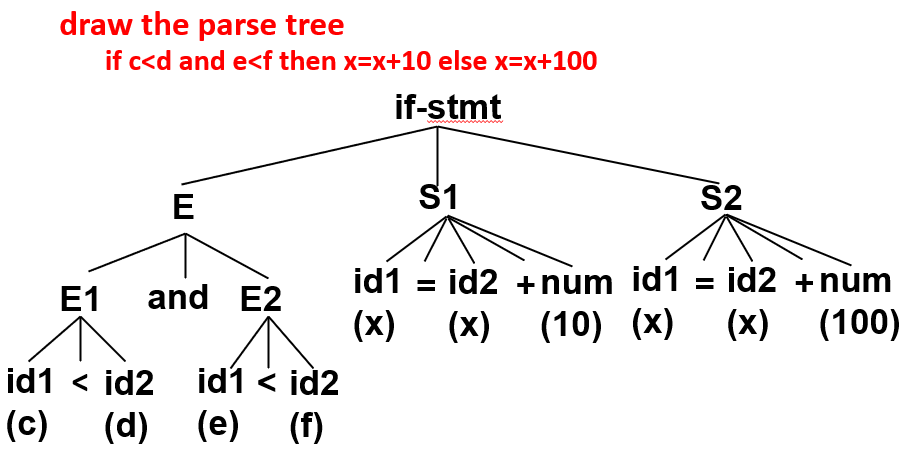 draw the parse tree
if c<d and e<f then x=x+10 else x=x+100
if-stmt
E S1 S2
id1 = id2 + num id1 = id2 + num
E1 and E2
(x) (x) (10) (x) (x) (100)
id1 < id2 id1 < id2
(c) (d) (e) (f)